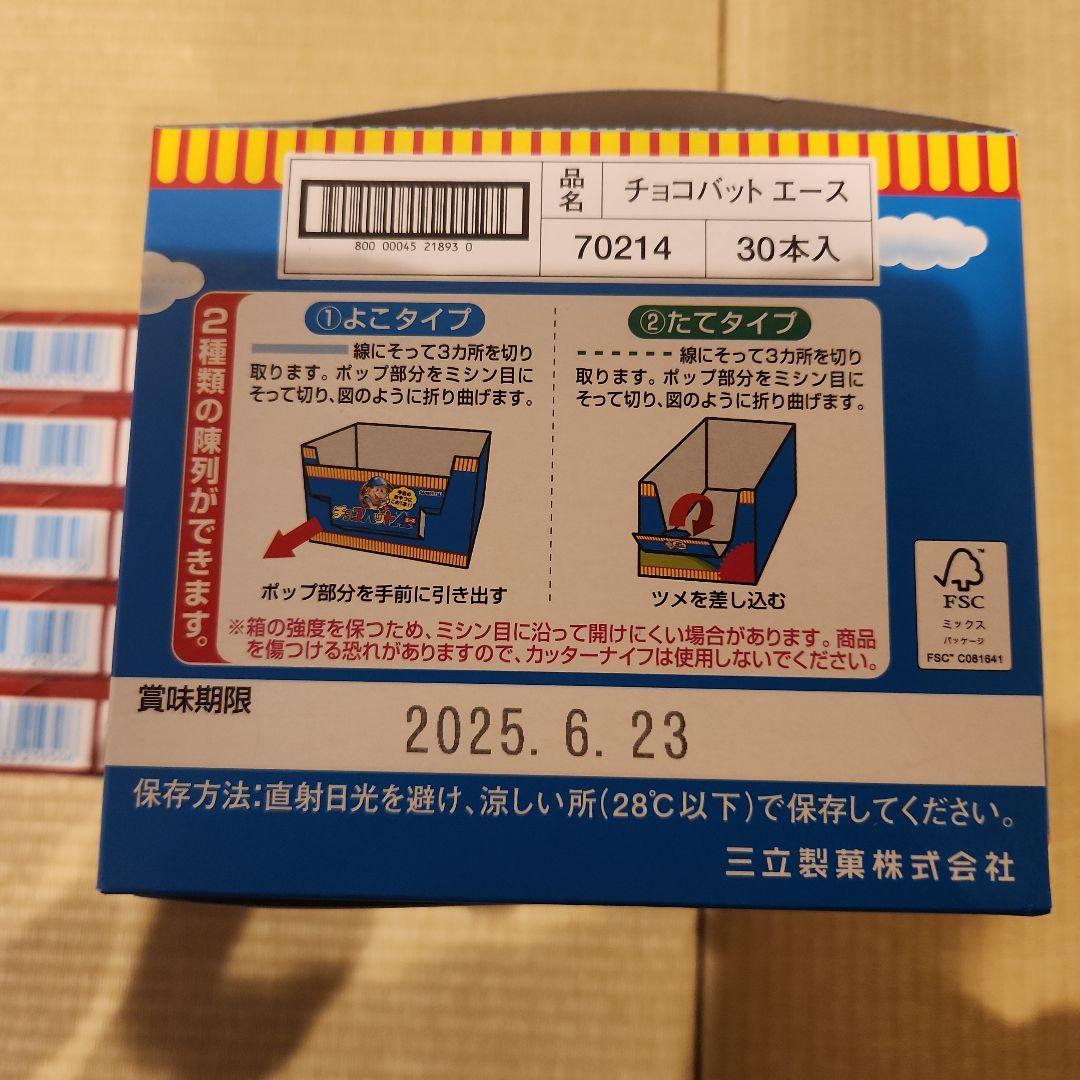 品名
チョコバット エース
800 00045 21893 0
70214
30本入
2種類の陳列ができます。
①よこタイプ
線にそって3カ所を切り
取ります。ポップ部分をミシン目に
そって切り、図のように折り曲げます。
チョコバット
エース
ポップ部分を手前に引き出す
②たてタイプ
線にそって3カ所を切り
取ります。ポップ部分をミシン目に
そって切り、図のように折り曲げます。
ツメを差し込む
※箱の強度を保つため、ミシン目に沿って開けにくい場合があります。商品
を傷つける恐れがありますので、カッターナイフは使用しないでください。
FSC
ミックス
パッケージ
FSC™ C081641
賞味期限
2025. 6. 23
保存方法:直射日光を避け、涼しい所(28℃以下)で保存してください。
三立製菓株式会社